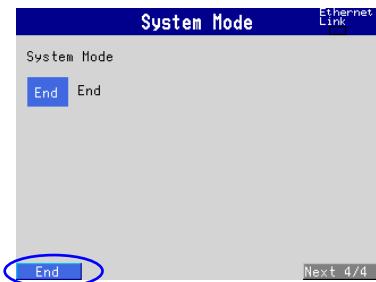 System Mode
Ethernet
Link
System Mode
End End
End
Next 4/4